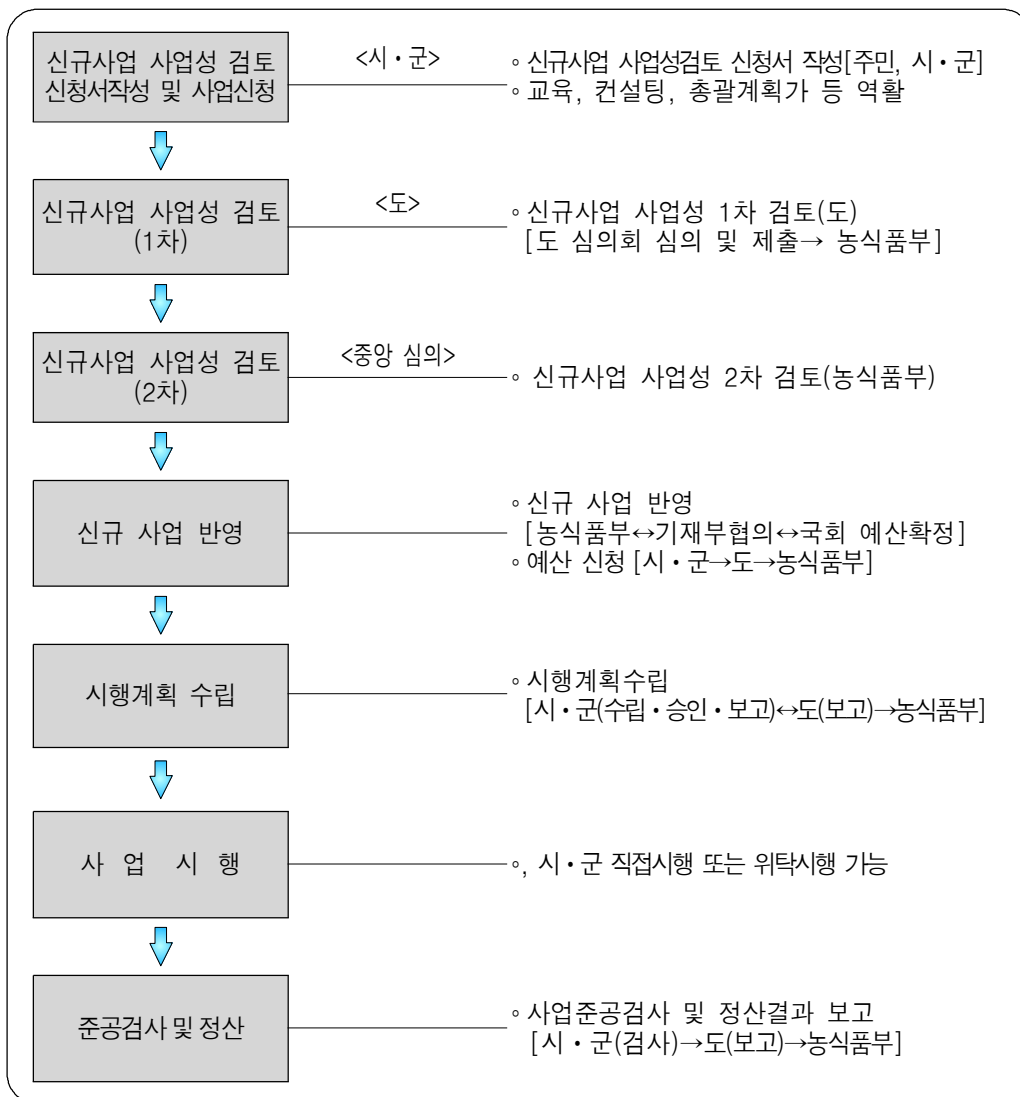 신규사업 사업성 검토
신청서작성 및 사업신청
<시・군>
◦ 신규사업 사업성검토 신청서 작성[주민, 시・군]
◦ 교육, 컨설팅, 총괄계획가 등 역활
신규사업 사업성 검토
(1차)
<도>
◦ 신규사업 사업성 1차 검토(도)
[도 심의회 심의 및 제출→ 농식품부]
신규사업 사업성 검토
(2차)
<중앙 심의>
◦ 신규사업 사업성 2차 검토(농식품부)
신규 사업 반영
◦ 신규 사업 반영
[농식품부↔기재부협의↔국회 예산확정]
◦ 예산 신청 [시・군→도→농식품부]
시행계획 수립
◦ 시행계획수립
[시・군(수립・승인・보고)↔도(보고)→농식품부]
사 업 시 행
◦, 시・군 직접시행 또는 위탁시행 가능
준공검사 및 정산
◦ 사업준공검사 및 정산결과 보고
[시・군(검사)→도(보고)→농식품부]